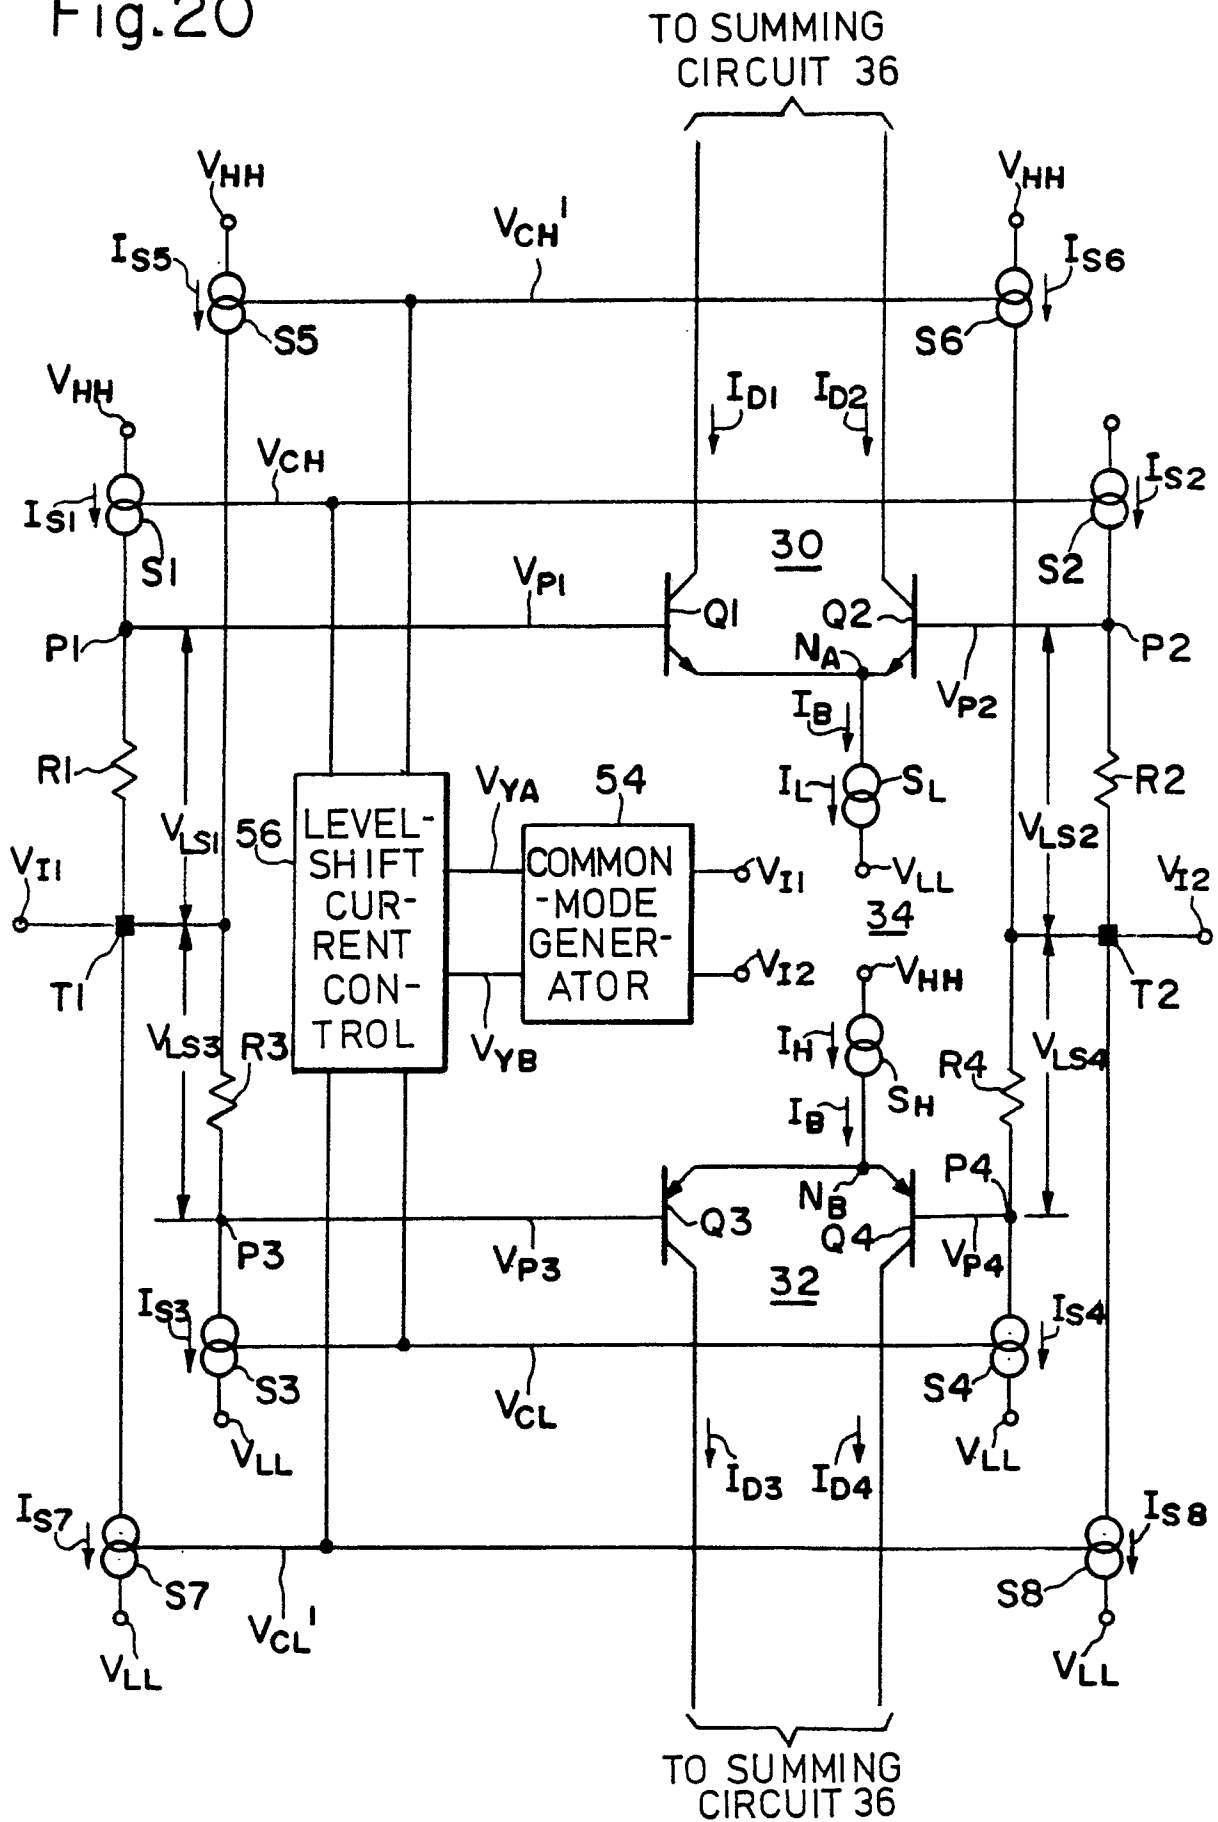 Fig.20
TO SUMMING
CIRCUIT 36
VHH
VHH
IS5
VCH'
IS6
S5
S6
VHH
ID1
ID2
VCH
IS2
IS1
S1
30
S2
VP1
Q1
Q2
P1
NA
P2
VP2
IB
R1
VYA
54
IL
SL
R2
56
LEVEL-
SHIFT
CUR-
RENT
CON-
TROL
VLS1
COMMON
-MODE
GENER-
ATOR
VI1
VLL
VLS2
VI1
VI2
34
T1
VI2
VHH
T2
VLS3
R3
VYB
IH
R4
VLS4
SH
IB
P4
NB
Q3
Q4
P3
VP3
VP4
32
IS3
IS4
S3
VCL
S4
VLL
VLL
ID3
ID4
IS7
IS8
S7
S8
VCL'
VLL
VLL
TO SUMMING
CIRCUIT 36